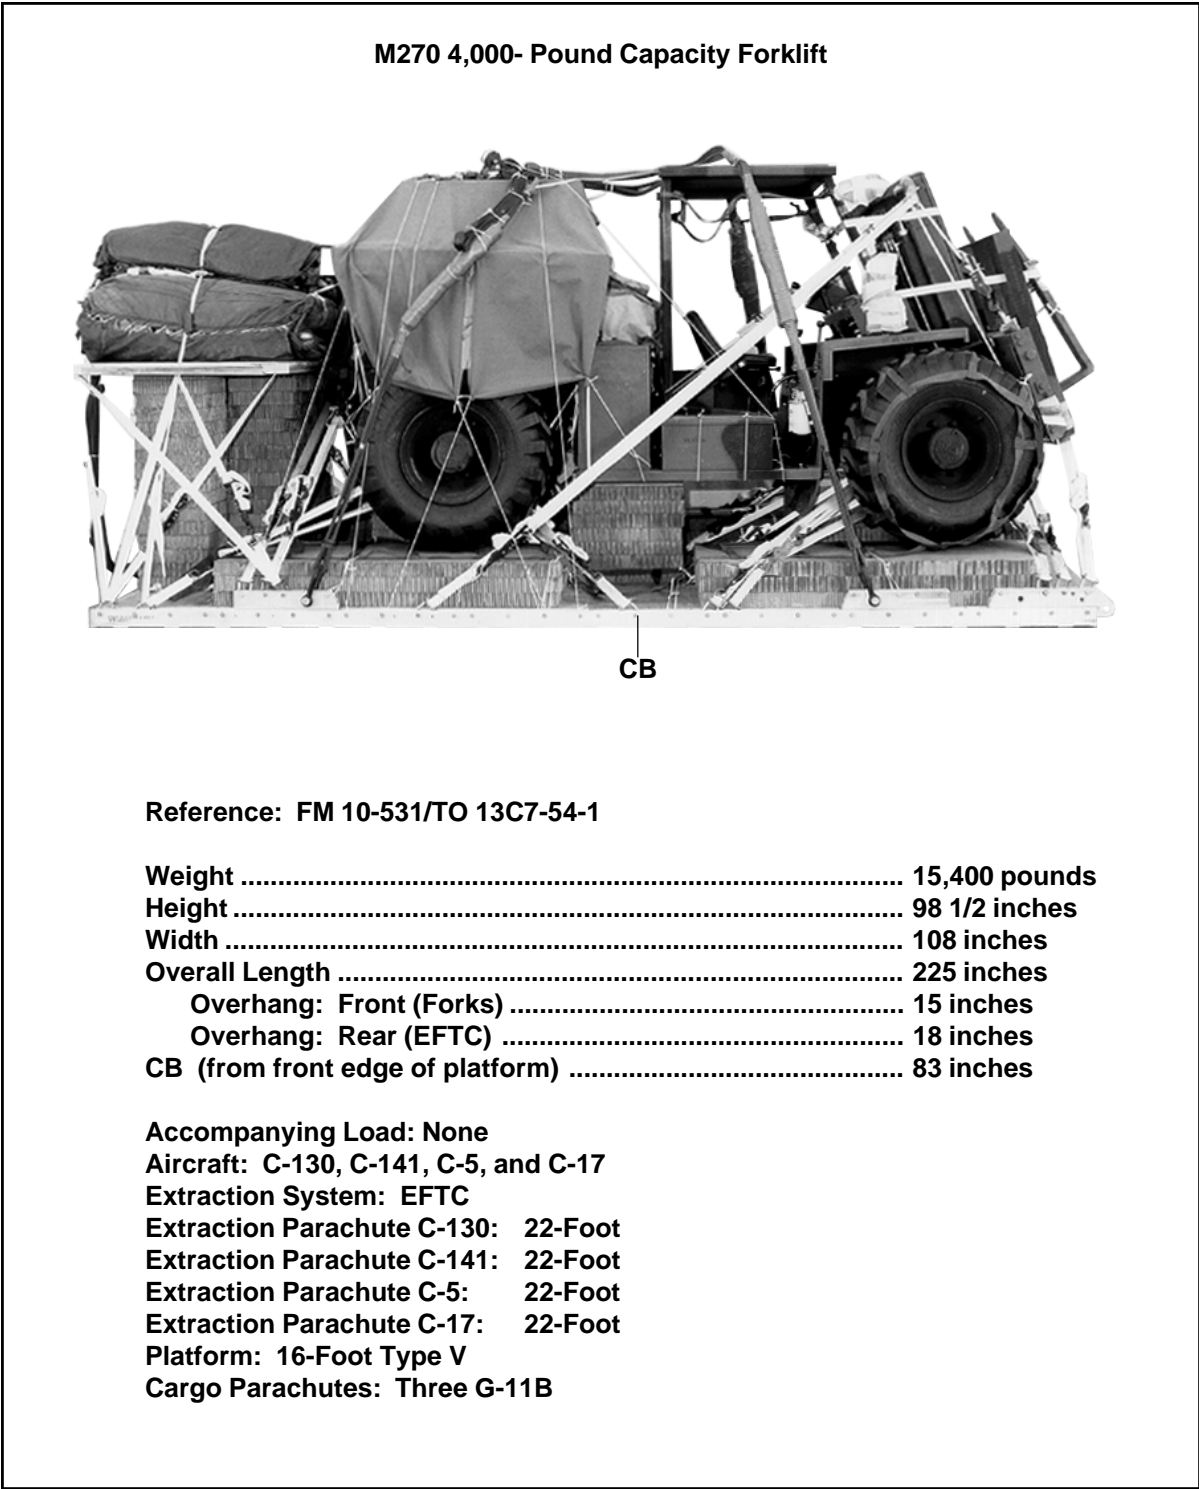 M270 4,000- Pound Capacity Forklift
CB
Reference: FM 10-531/TO 13C7-54-1
Weight ........................................................................................ 15,400 pounds
Height ......................................................................................... 98 1/2 inches
Width .......................................................................................... 108 inches
Overall Length ........................................................................... 225 inches
Overhang: Front (Forks) .................................................... 15 inches
Overhang: Rear (EFTC) ..................................................... 18 inches
CB (from front edge of platform) ............................................ 83 inches
Accompanying Load: None
Aircraft: C-130, C-141, C-5, and C-17
Extraction System: EFTC
Extraction Parachute C-130: 22-Foot
Extraction Parachute C-141: 22-Foot
Extraction Parachute C-5: 22-Foot
Extraction Parachute C-17: 22-Foot
Platform: 16-Foot Type V
Cargo Parachutes: Three G-11B